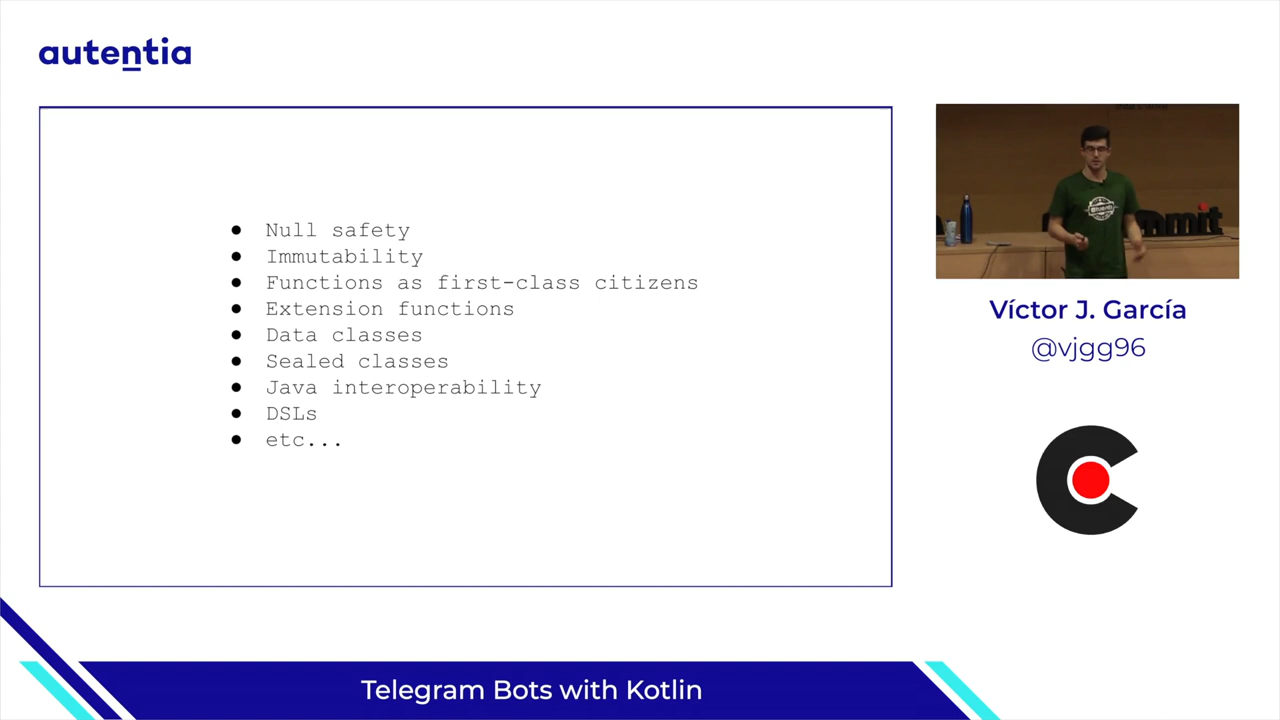 autentia
Null safety
Immutability
Functions as first-class citizens
Extension functions
Data classes
Sealed classes
Java interoperability
DSLs
etc...
Víctor J. García
@vjgg96
Telegram Bots with Kotlin